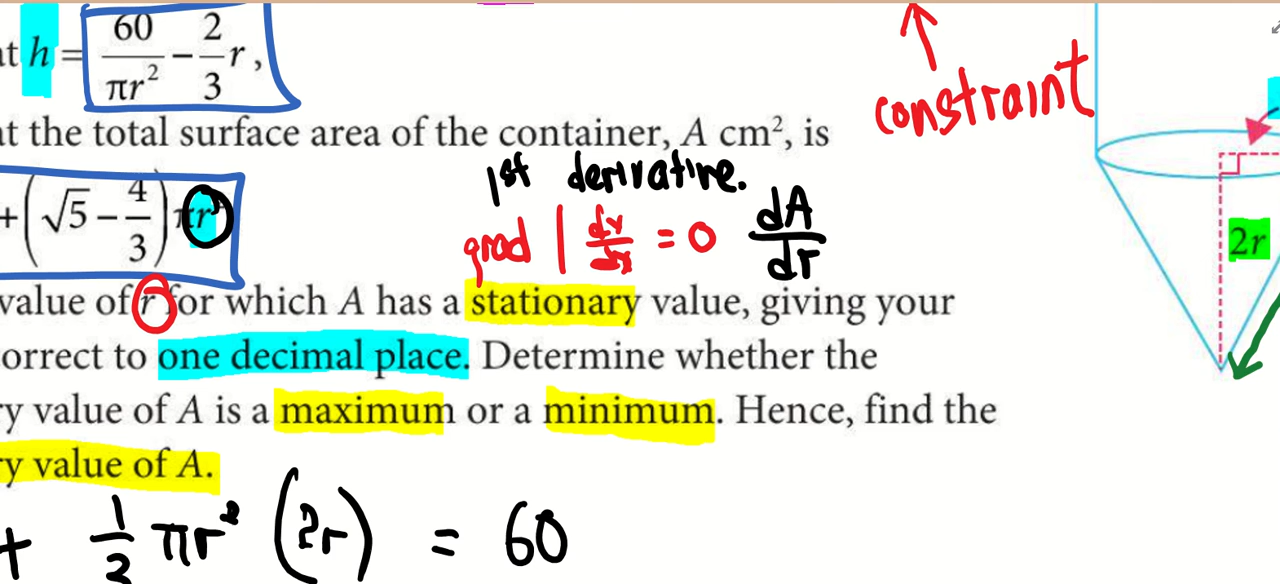 at h = 60/πr² − 2/3 r,
constraint
at the total surface area of the container, A cm², is
1st derivative.
+(√5 − 4/3)πr²
grad | dy/dx = 0 dA/dr
2r
value of r for which A has a stationary value, giving your
orrect to one decimal place. Determine whether the
ry value of A is a maximum or a minimum. Hence, find the
ry value of A.
+ 1/3 πr² (2r) = 60